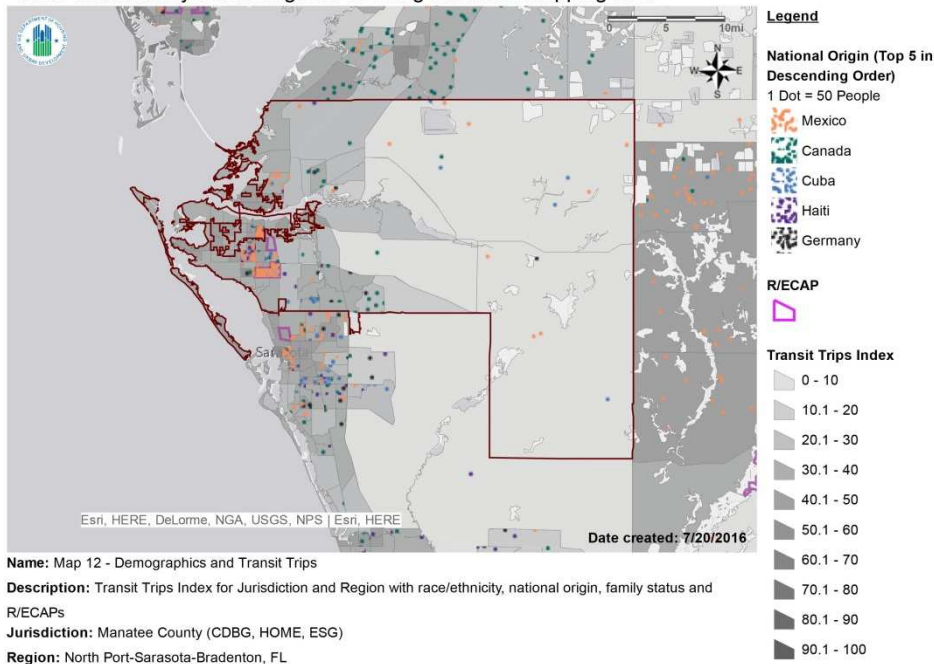 Legend
0 5 10mi
N
W E
S
National Origin (Top 5 in
Descending Order)
1 Dot = 50 People
Mexico
Canada
Cuba
Haiti
Germany
R/ECAP
Transit Trips Index
0 - 10
10.1 - 20
20.1 - 30
30.1 - 40
40.1 - 50
50.1 - 60
60.1 - 70
70.1 - 80
80.1 - 90
90.1 - 100
Esri, HERE, DeLorme, NGA, USGS, NPS | Esri, HERE
Date created: 7/20/2016
Name: Map 12 - Demographics and Transit Trips
Description: Transit Trips Index for Jurisdiction and Region with race/ethnicity, national origin, family status and
R/ECAPs
Jurisdiction: Manatee County (CDBG, HOME, ESG)
Region: North Port-Sarasota-Bradenton, FL